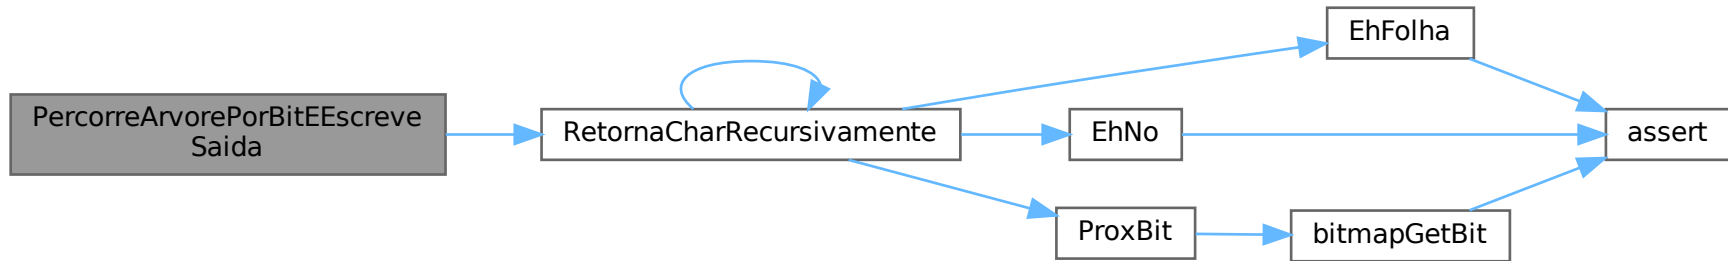 PercorreArvorePorBitEEscreve
Saida
RetornaCharRecursivamente
EhFolha
EhNo
ProxBit
bitmapGetBit
assert